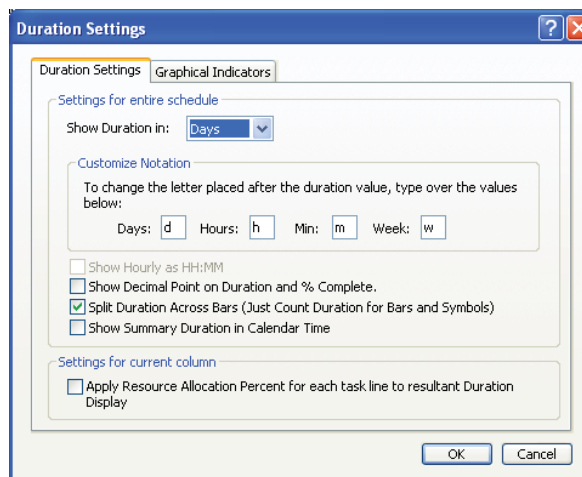 Duration Settings
Duration Settings
Graphical Indicators
Settings for entire schedule
Show Duration in: Days
Customize Notation
To change the letter placed after the duration value, type over the values
below:
Days: d Hours: h Min: m Week: w
Show Hourly as HH:MM
Show Decimal Point on Duration and % Complete.
Split Duration Across Bars (Just Count Duration for Bars and Symbols)
Show Summary Duration in Calendar Time
Settings for current column
Apply Resource Allocation Percent for each task line to resultant Duration
Display
OK Cancel